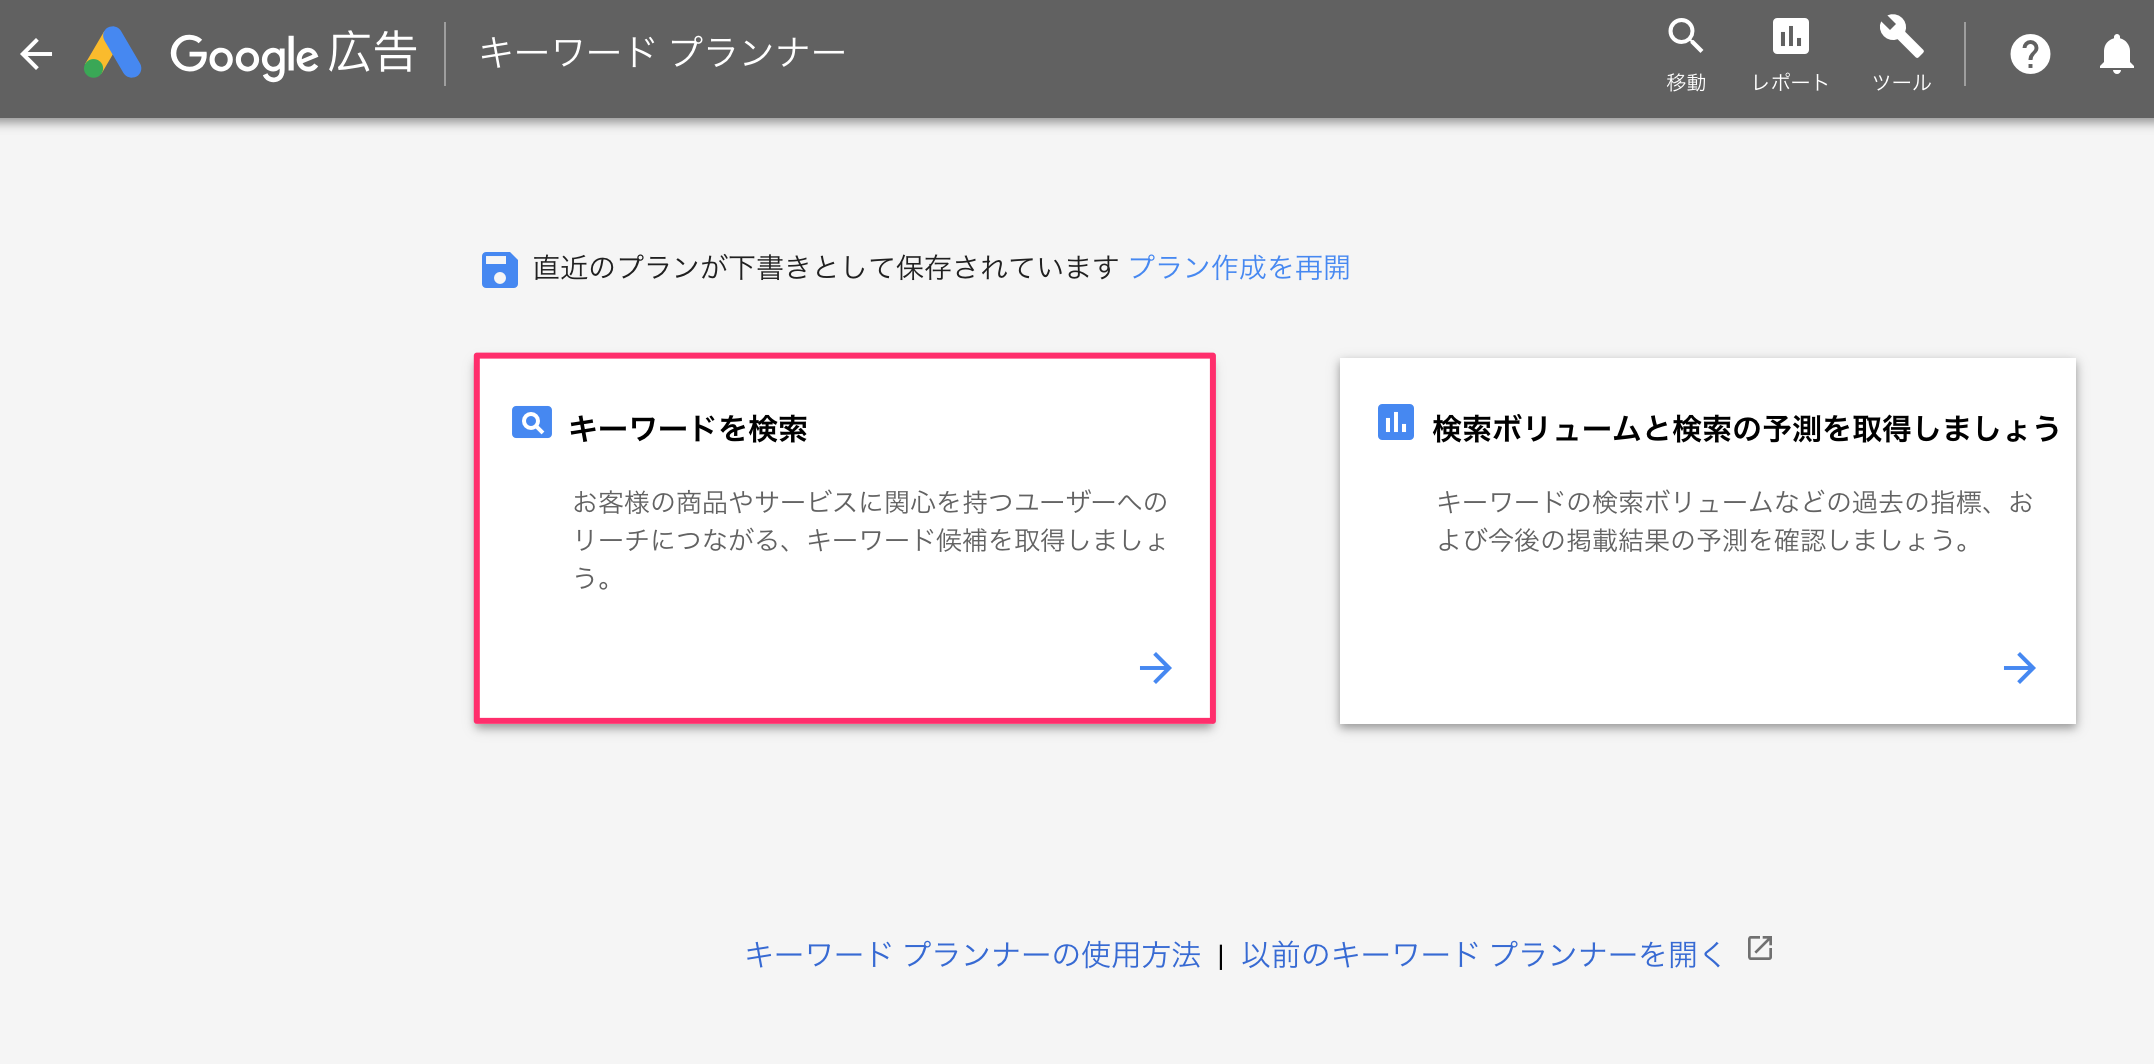 Google 広告
キーワード プランナー
移動
レポート
ツール
直近のプランが下書きとして保存されています プラン作成を再開
キーワードを検索
お客様の商品やサービスに関心を持つユーザーへの
リーチにつながる、キーワード候補を取得しましょ
う。
検索ボリュームと検索の予測を取得しましょう
キーワードの検索ボリュームなどの過去の指標、お
よび今後の掲載結果の予測を確認しましょう。
キーワード プランナーの使用方法 | 以前のキーワード プランナーを開く